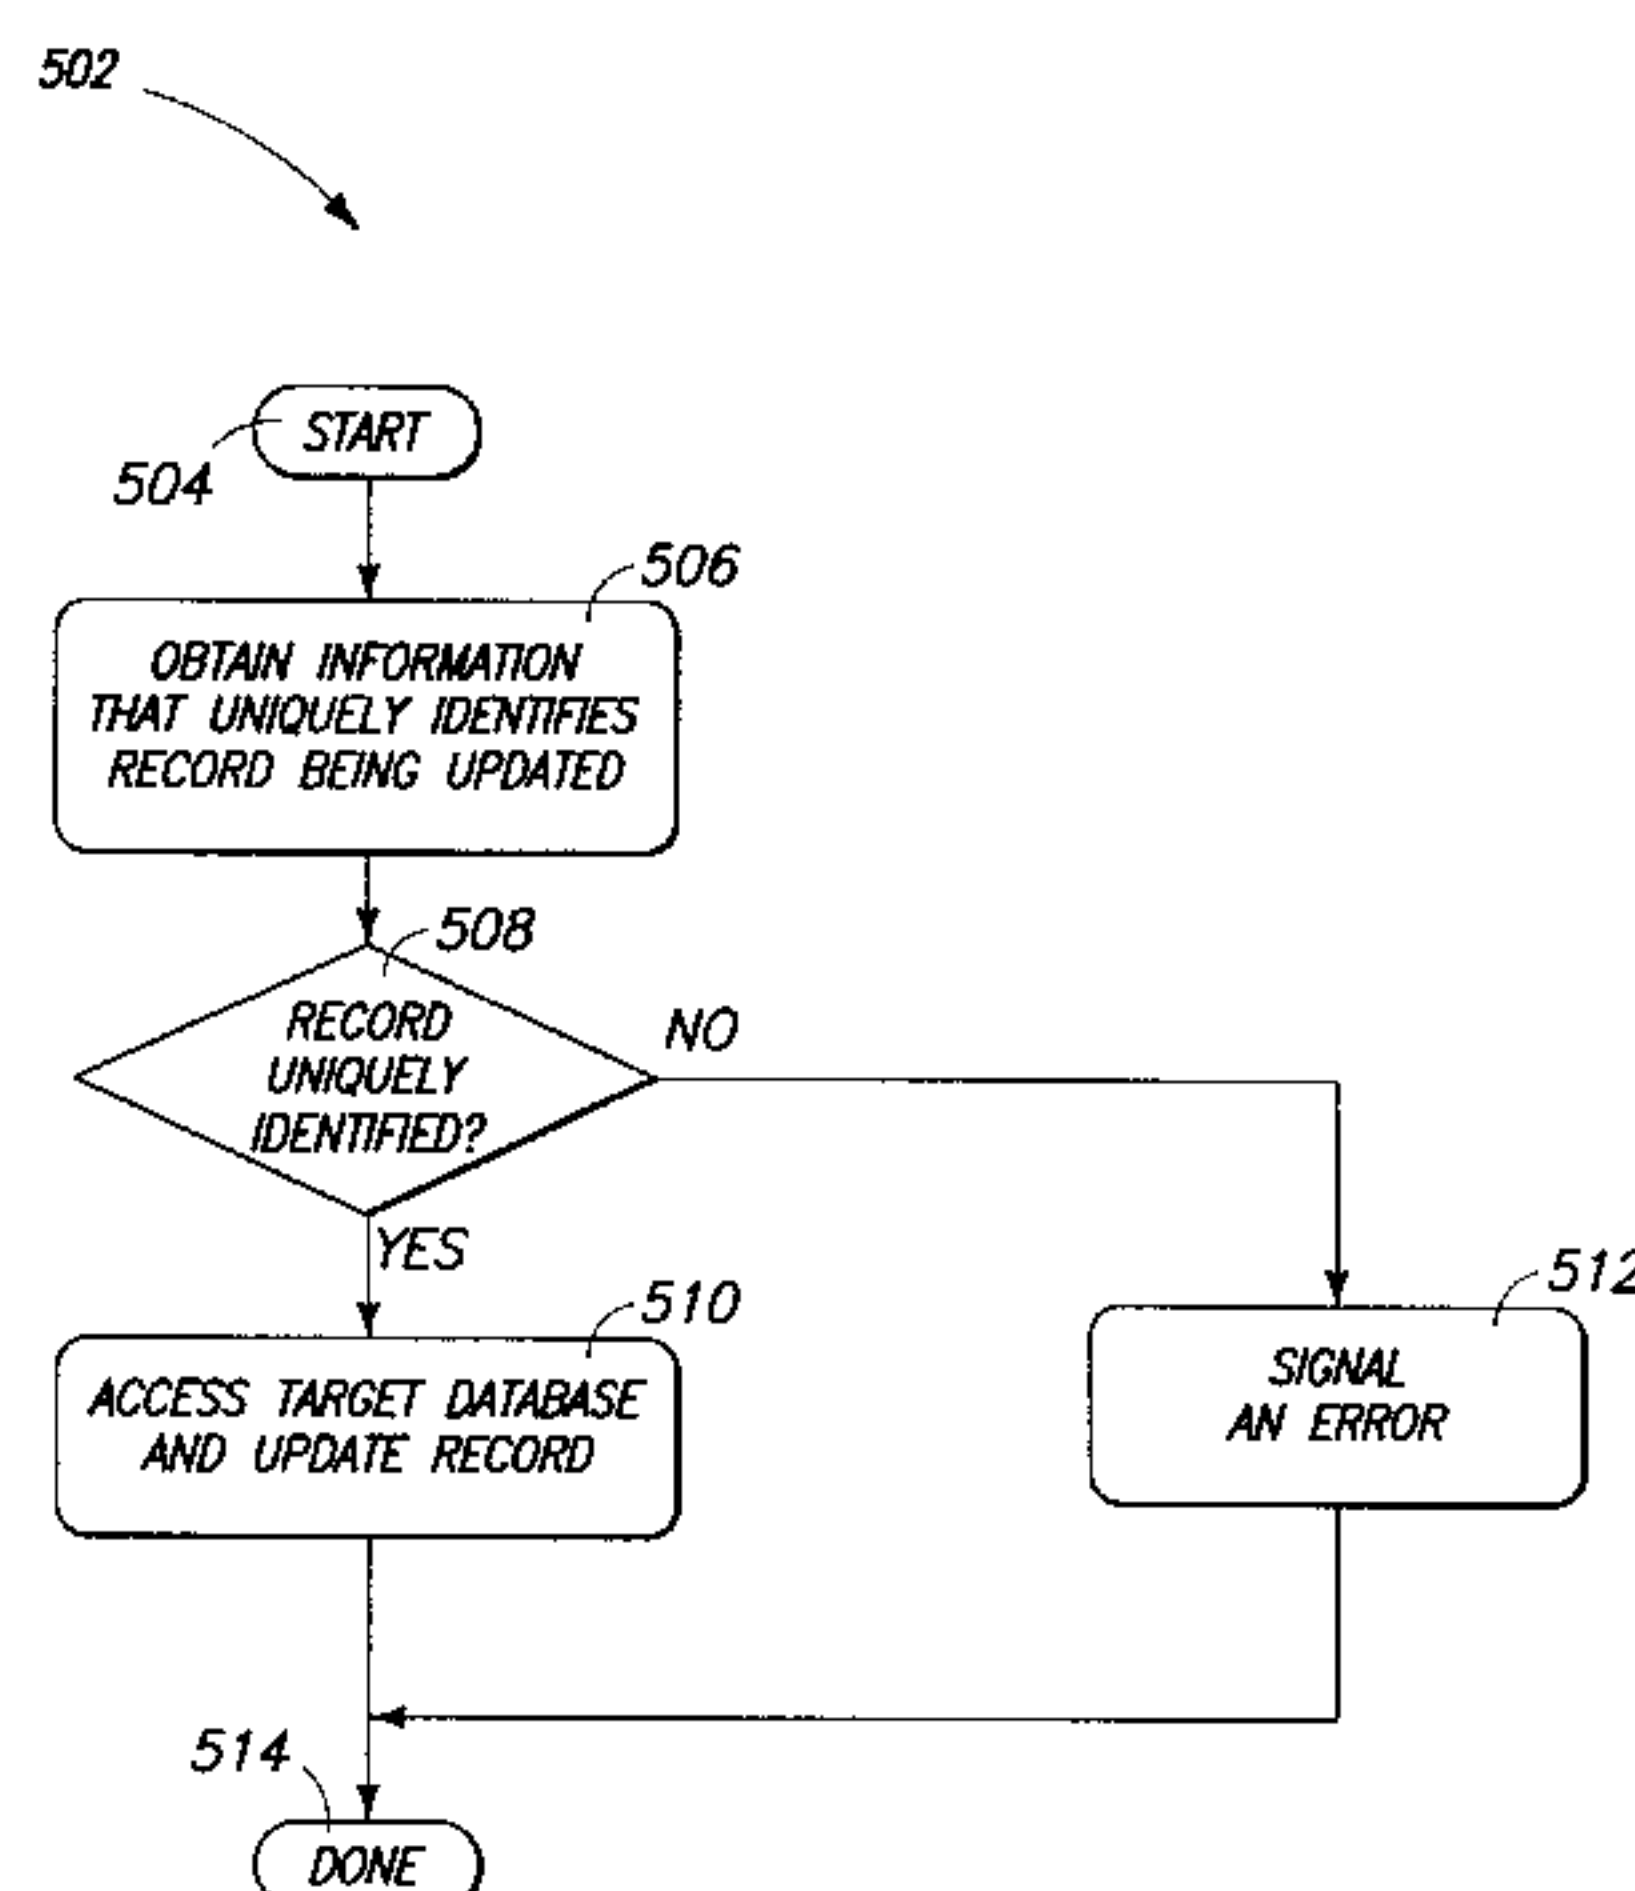 502
START
504
506
OBTAIN INFORMATION
THAT UNIQUELY IDENTIFIES
RECORD BEING UPDATED
508
RECORD
UNIQUELY
IDENTIFIED?
NO
YES
510
ACCESS TARGET DATABASE
AND UPDATE RECORD
512
SIGNAL
AN ERROR
514
DONE